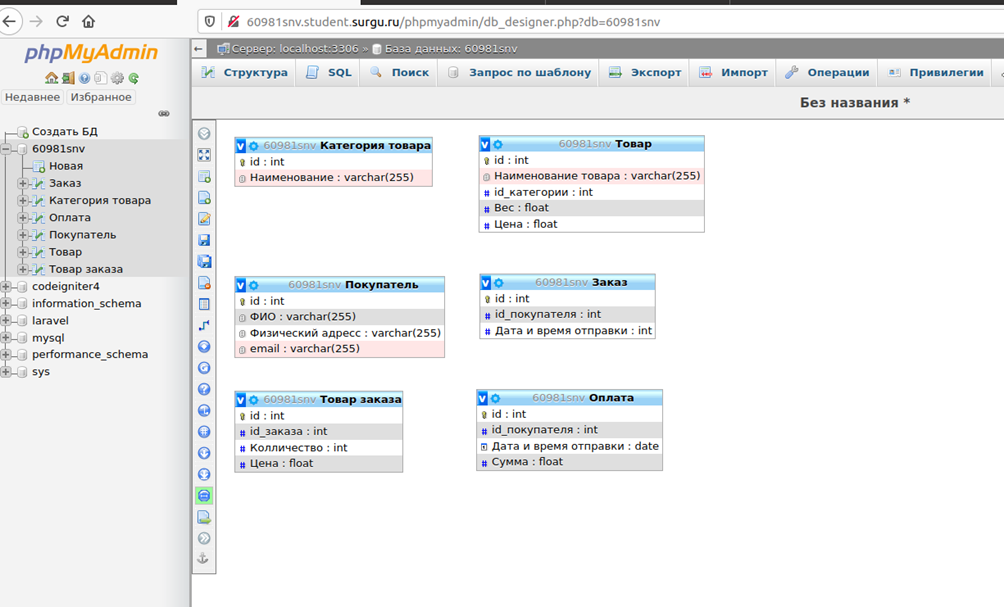 60981snv.student.surgu.ru/phpmyadmin/db_designer.php?db=60981snv
phpMyAdmin
Недавнее Избранное
Создать БД
60981snv
Новая
Заказ
Категория товара
Оплата
Покупатель
Товар
Товар заказа
codeigniter4
information_schema
laravel
mysql
performance_schema
sys
Сервер: localhost:3306 » База данных: 60981snv
Структура SQL Поиск Запрос по шаблону Экспорт Импорт Операции Привилегии
Без названия *
60981snv Категория товара
id : int
Наименование : varchar(255)
60981snv Товар
id : int
Наименование товара : varchar(255)
id_категории : int
Вес : float
Цена : float
60981snv Покупатель
id : int
ФИО : varchar(255)
Физический адресс : varchar(255)
email : varchar(255)
60981snv Заказ
id : int
id_покупателя : int
Дата и время отправки : int
60981snv Товар заказа
id : int
id_заказа : int
Колличество : int
Цена : float
60981snv Оплата
id : int
id_покупателя : int
Дата и время отправки : date
Сумма : float